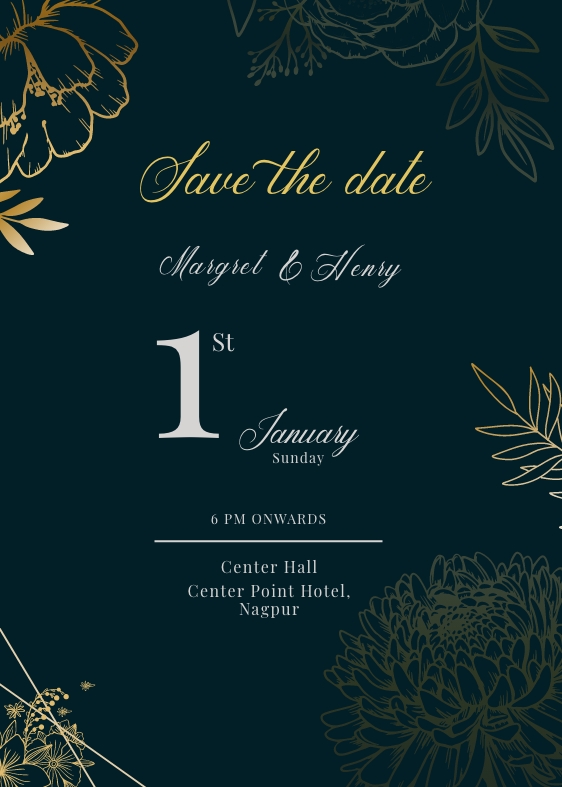 Save the date
Margret & Henry
1St
January
Sunday
6 PM ONWARDS
Center Hall
Center Point Hotel,
Nagpur